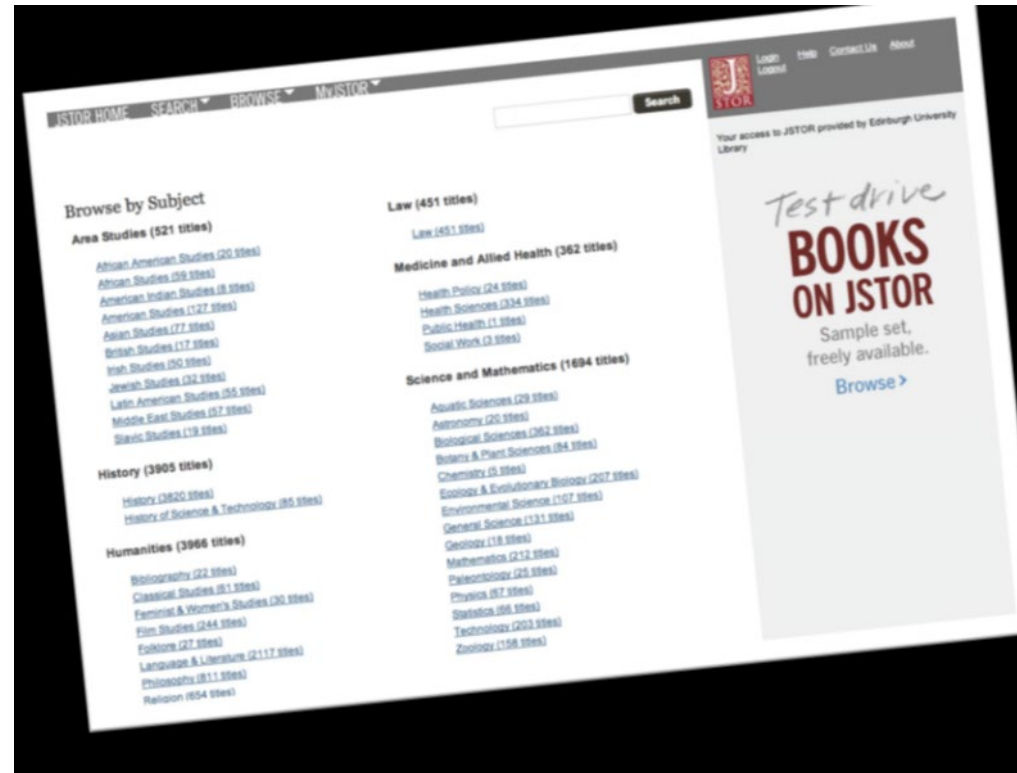 JSTOR HOME SEARCH BROWSE MyJSTOR
Search
JSTOR
Login Help Contact Us About
Logout
Your access to JSTOR provided by Edinburgh University
Library
Browse by Subject
Area Studies (521 titles)
African American Studies (20 titles)
African Studies (59 titles)
American Indian Studies (8 titles)
American Studies (127 titles)
Asian Studies (77 titles)
British Studies (17 titles)
Irish Studies (50 titles)
Jewish Studies (32 titles)
Latin American Studies (55 titles)
Middle East Studies (57 titles)
Slavic Studies (19 titles)
History (3905 titles)
History (3820 titles)
History of Science & Technology (85 titles)
Humanities (3966 titles)
Bibliography (22 titles)
Classical Studies (61 titles)
Feminist & Women's Studies (30 titles)
Film Studies (244 titles)
Folklore (27 titles)
Language & Literature (2117 titles)
Philosophy (811 titles)
Religion (654 titles)
Law (451 titles)
Law (451 titles)
Medicine and Allied Health (362 titles)
Health Policy (24 titles)
Health Sciences (334 titles)
Public Health (1 titles)
Social Work (3 titles)
Science and Mathematics (1694 titles)
Aquatic Sciences (29 titles)
Astronomy (20 titles)
Biological Sciences (362 titles)
Botany & Plant Sciences (84 titles)
Chemistry (5 titles)
Ecology & Evolutionary Biology (207 titles)
Environmental Science (107 titles)
General Science (131 titles)
Geology (18 titles)
Mathematics (212 titles)
Paleontology (25 titles)
Physics (67 titles)
Statistics (66 titles)
Technology (203 titles)
Zoology (158 titles)
Test drive
BOOKS
ON JSTOR
Sample set,
freely available.
Browse >